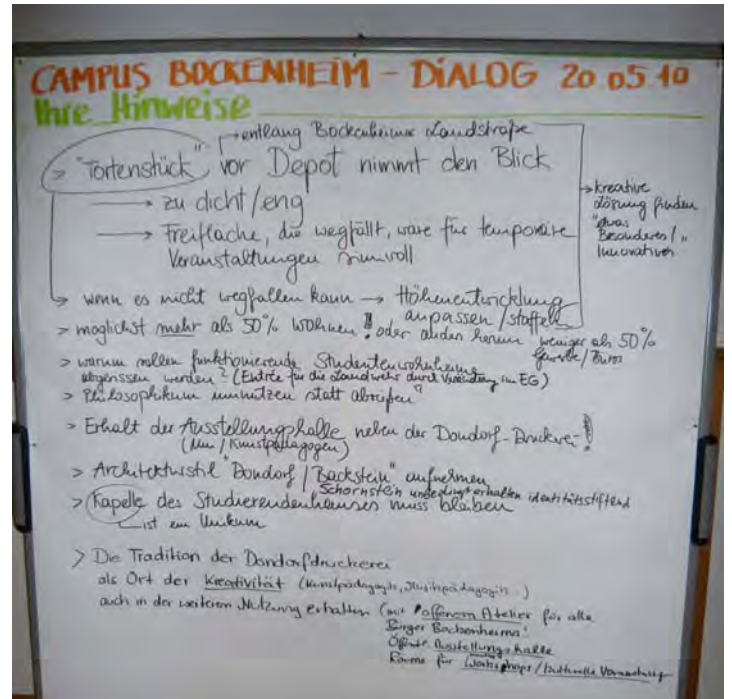 CAMPUS BOCKENHEIM - DIALOG 20.05.10
Ihre Hinweise
→ entlang Bockenheimer Landstraße
> "Tortenstück" vor Depot nimmt den Blick
→ zu dicht/eng
→ Freifläche, die wegfällt, wäre für temporäre
Veranstaltungen sinnvoll
→ kreative
Lösung finden
"etwas
Besonderes/"
Innovatives
↳ wenn es nicht wegfallen kann → Höhenentwicklung
anpassen/staffeln
> möglichst mehr als 50% Wohnen! oder anders herum weniger als 50%
Gewerbe/Büros
> warum sollen funktionierende Studentenwohnheime
abgerissen werden? (Entrée für die Landwehr durch Veränderung im EG)
> Philosophikum umnutzen statt abreißen?
> Erhalt der Ausstellungshalle neben der Dondorf-Druckerei!
(Kunstpädagogen)
> Architekturstil "Dondorf/Backstein" aufnehmen
Schornstein unbedingt erhalten identitätsstiftend
> Kapelle des Studierendenhauses muss bleiben
ist ein Unikum
> Die Tradition der Dondorfdruckerei
als Ort der Kreativität (Kunstpädagogik, Musikpädagogik ..)
auch in der weiteren Nutzung erhalten (mit offenem Atelier für alle
Bürger Bockenheims!
Öffentl. Ausstellungshalle
Räume für Workshops/kulturelle Veranstaltung